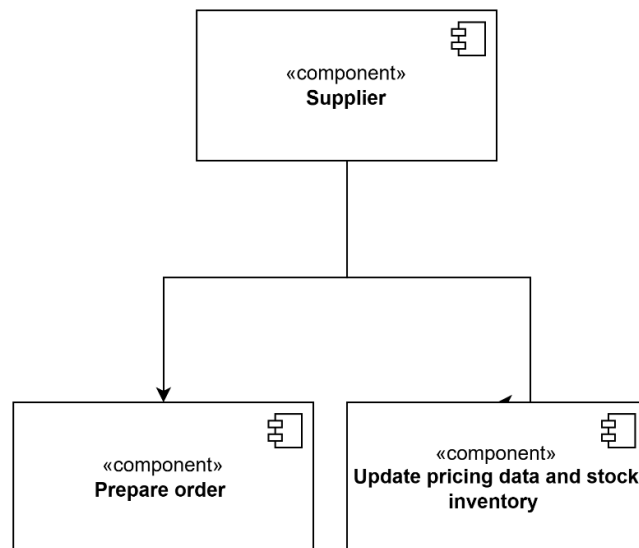 «component»
Supplier
«component»
Prepare order
«component»
Update pricing data and stock
inventory